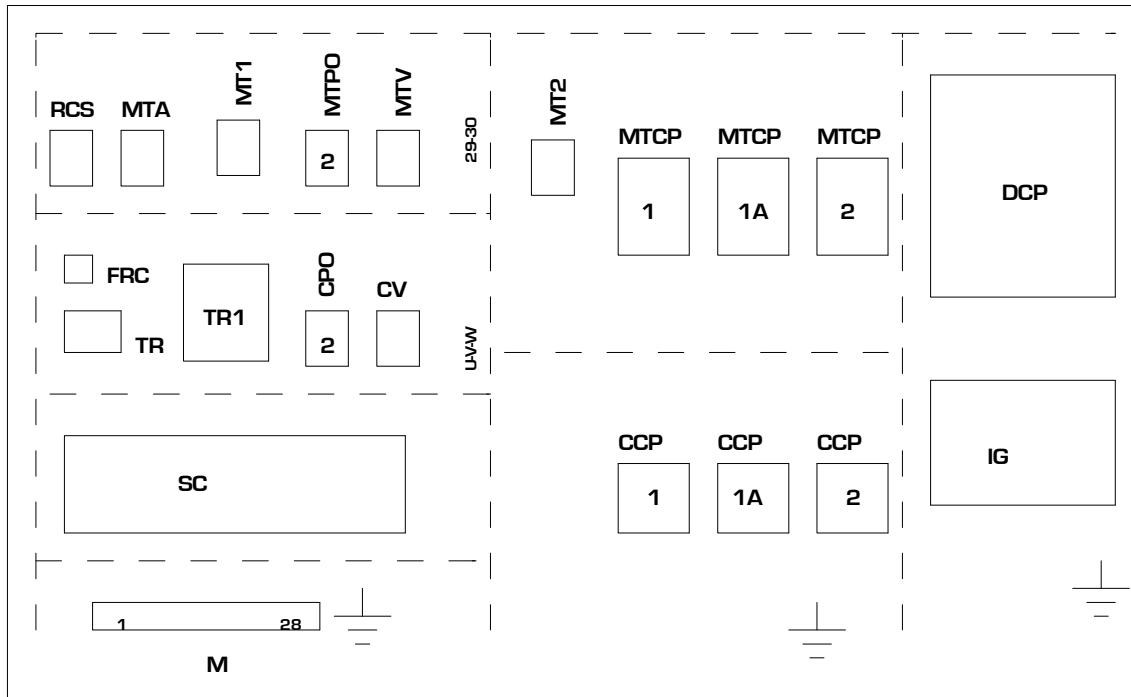 RCS
MTA
MT1
MTPO
2
MTV
29-30
MT2
MTCP
1
MTCP
1A
MTCP
2
DCP
FRC
TR
TR1
CPO
2
CV
U-V-W
SC
CCP
1
CCP
1A
CCP
2
IG
1
28
M